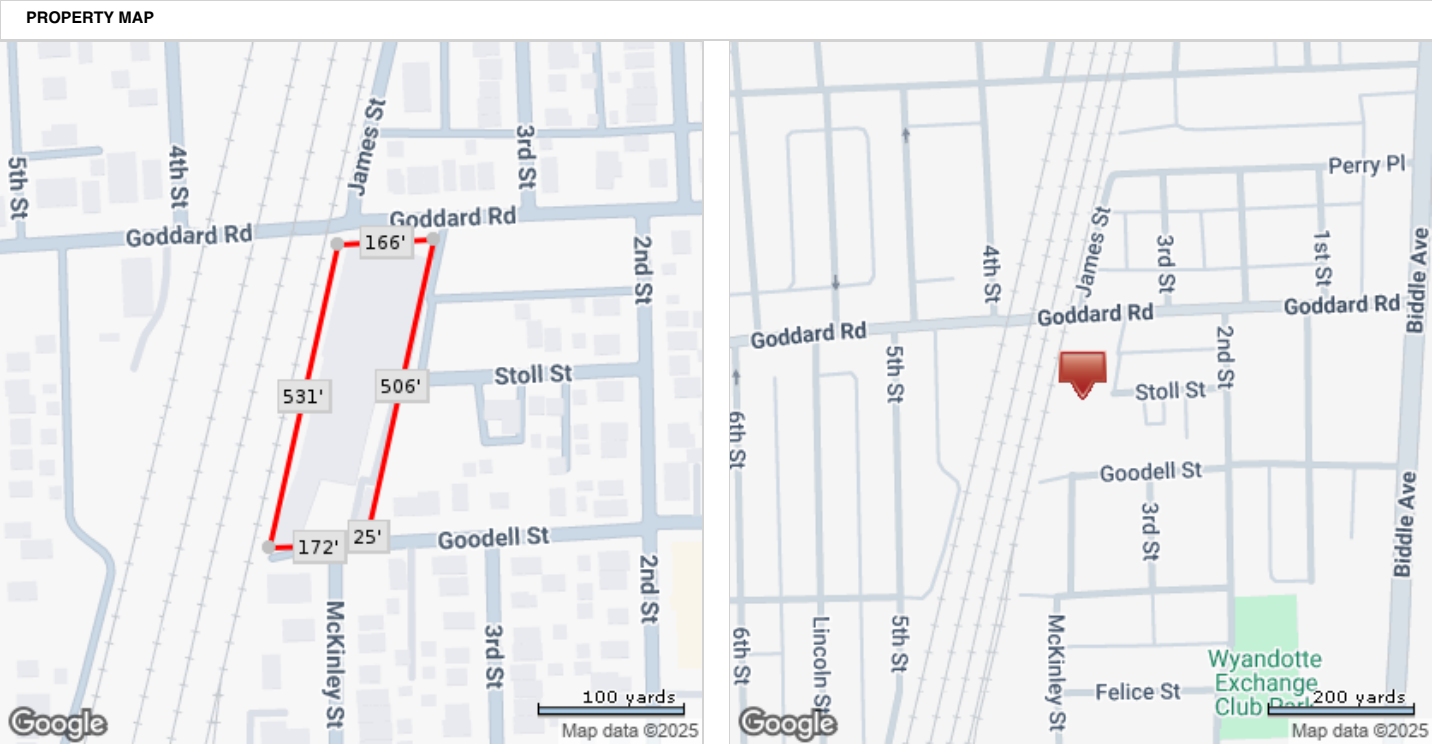 PROPERTY MAP
5th St
4th St
James St
3rd St
Goddard Rd
Goddard Rd
166'
2nd St
531'
506'
Stoll St
25'
172'
Goodell St
2nd St
McKinley St
3rd St
100 yards
Google
Map data ©2025
Perry Pl
James St
4th St
3rd St
1st St
Biddle Ave
Goddard Rd
Goddard Rd
Goddard Rd
5th St
2nd St
Stoll St
6th St
Goodell St
3rd St
Biddle Ave
6th St
Lincoln St
5th St
McKinley St
Wyandotte
Exchange
Club Park
Felice St
200 yards
Google
Map data ©2025